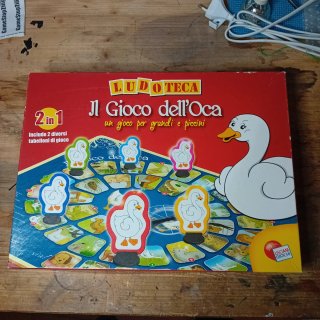 LUDOTECA
Il Gioco dell'Oca
un gioco per grandi e piccini
2 in 1
Include 2 diversi
tabelloni di gioco